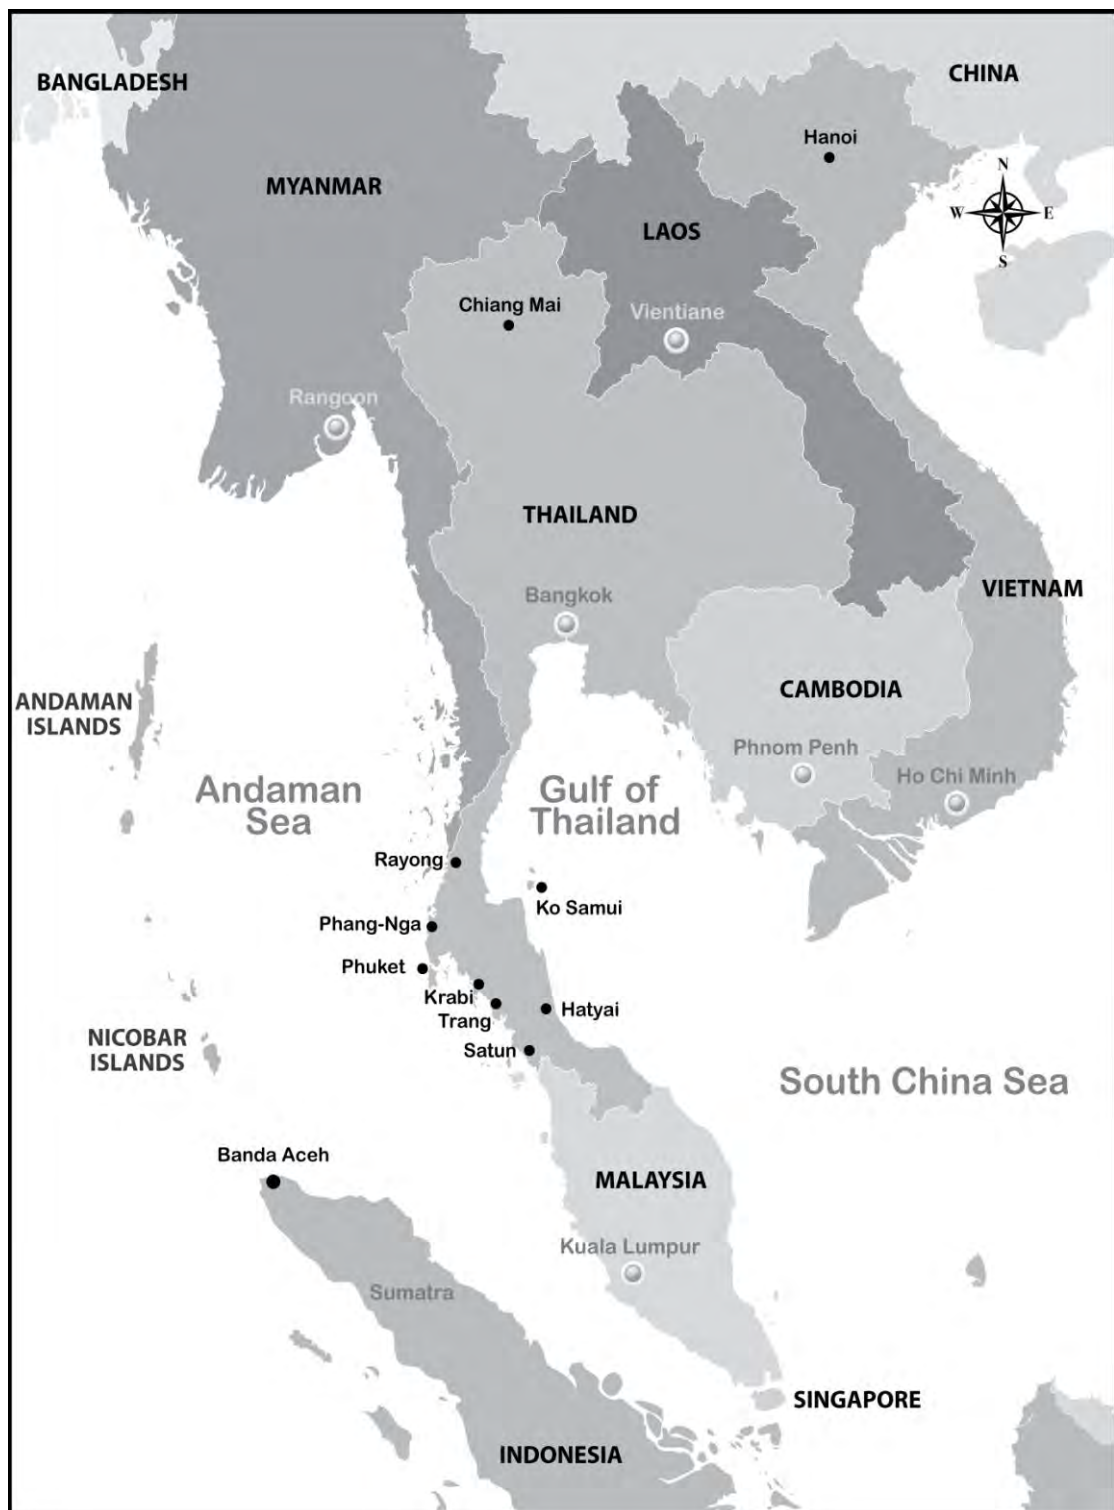 BANGLADESH
CHINA
Hanoi
N
MYANMAR
W
E
LAOS
S
Chiang Mai
Vientiane
Rangoon
THAILAND
VIETNAM
Bangkok
CAMBODIA
ANDAMAN
ISLANDS
Phnom Penh
Ho Chi Minh
Andaman
Sea
Gulf of
Thailand
Rayong
Ko Samui
Phang-Nga
Phuket
Krabi
Trang
Hatyai
Satun
NICOBAR
ISLANDS
South China Sea
Banda Aceh
MALAYSIA
Kuala Lumpur
Sumatra
SINGAPORE
INDONESIA